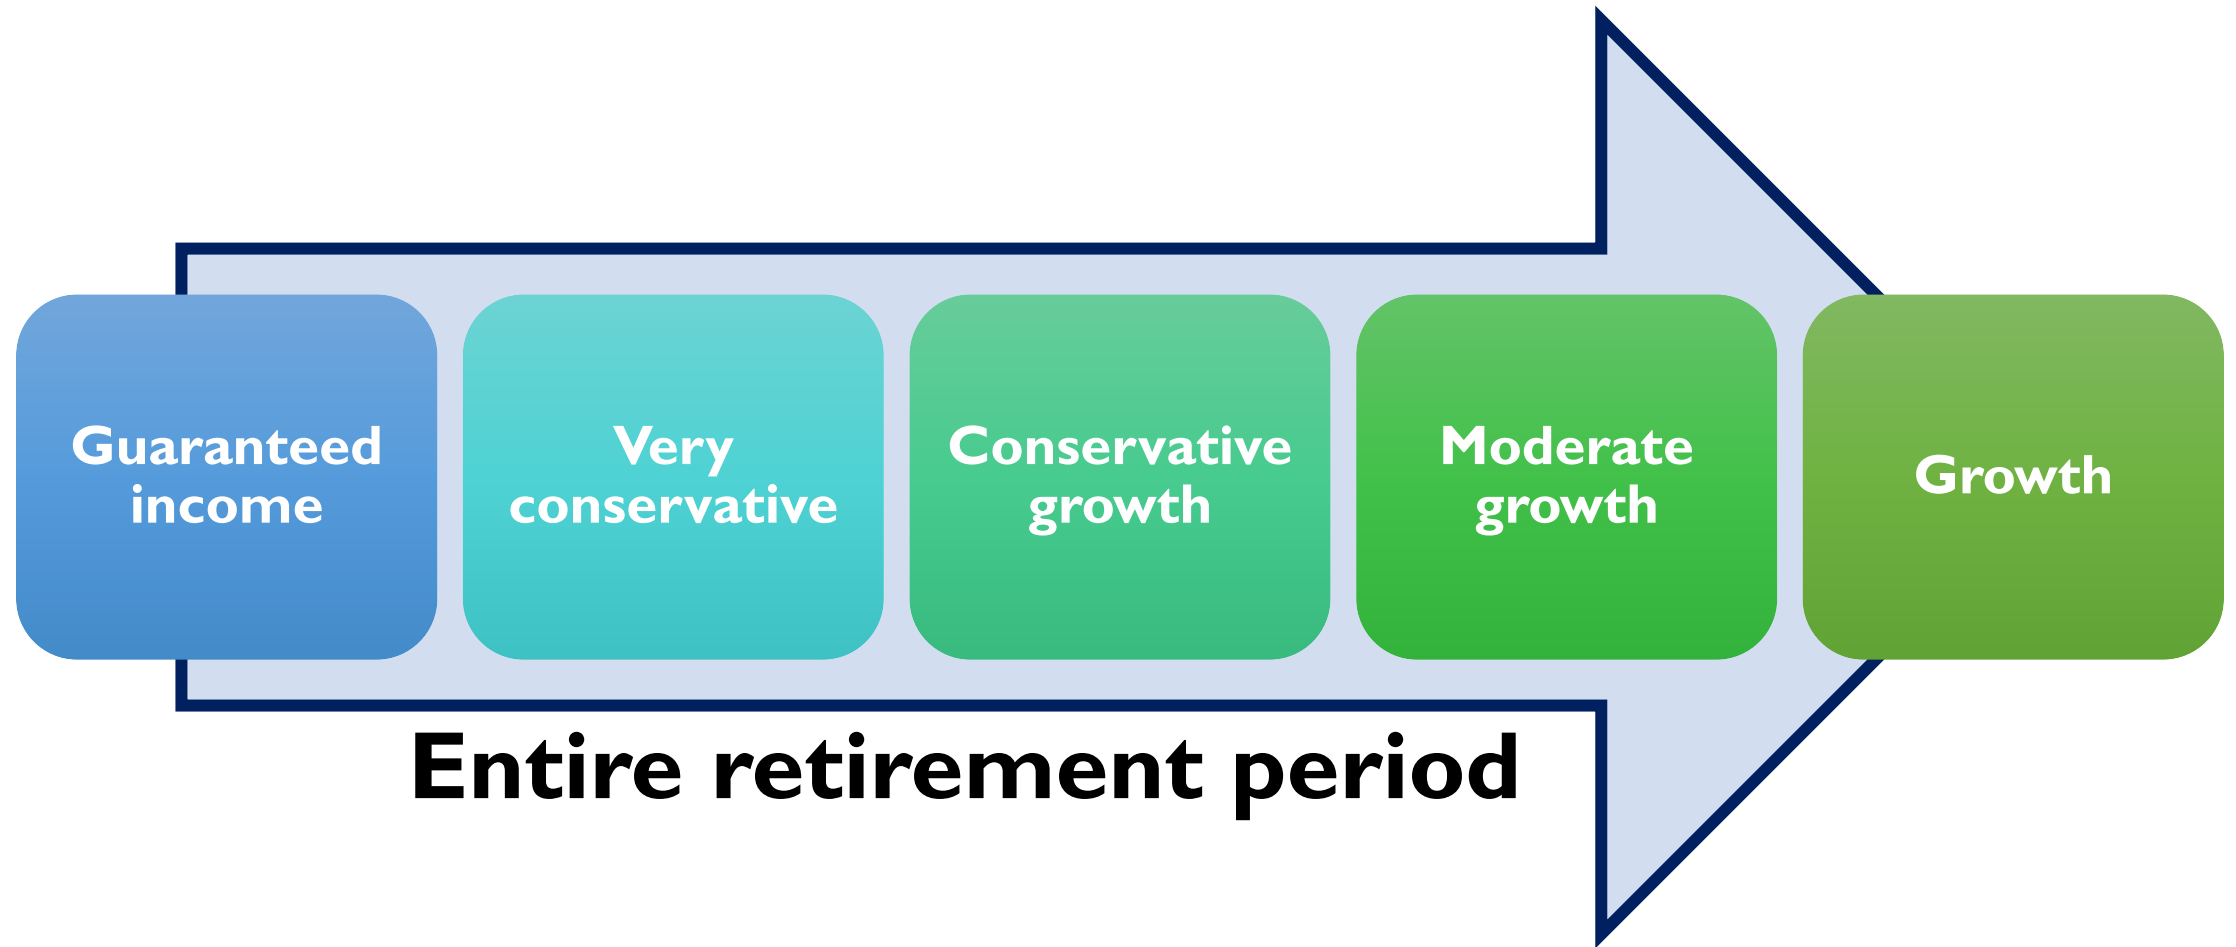 Guaranteed
income
Very
conservative
Conservative
growth
Moderate
growth
Growth
Entire retirement period